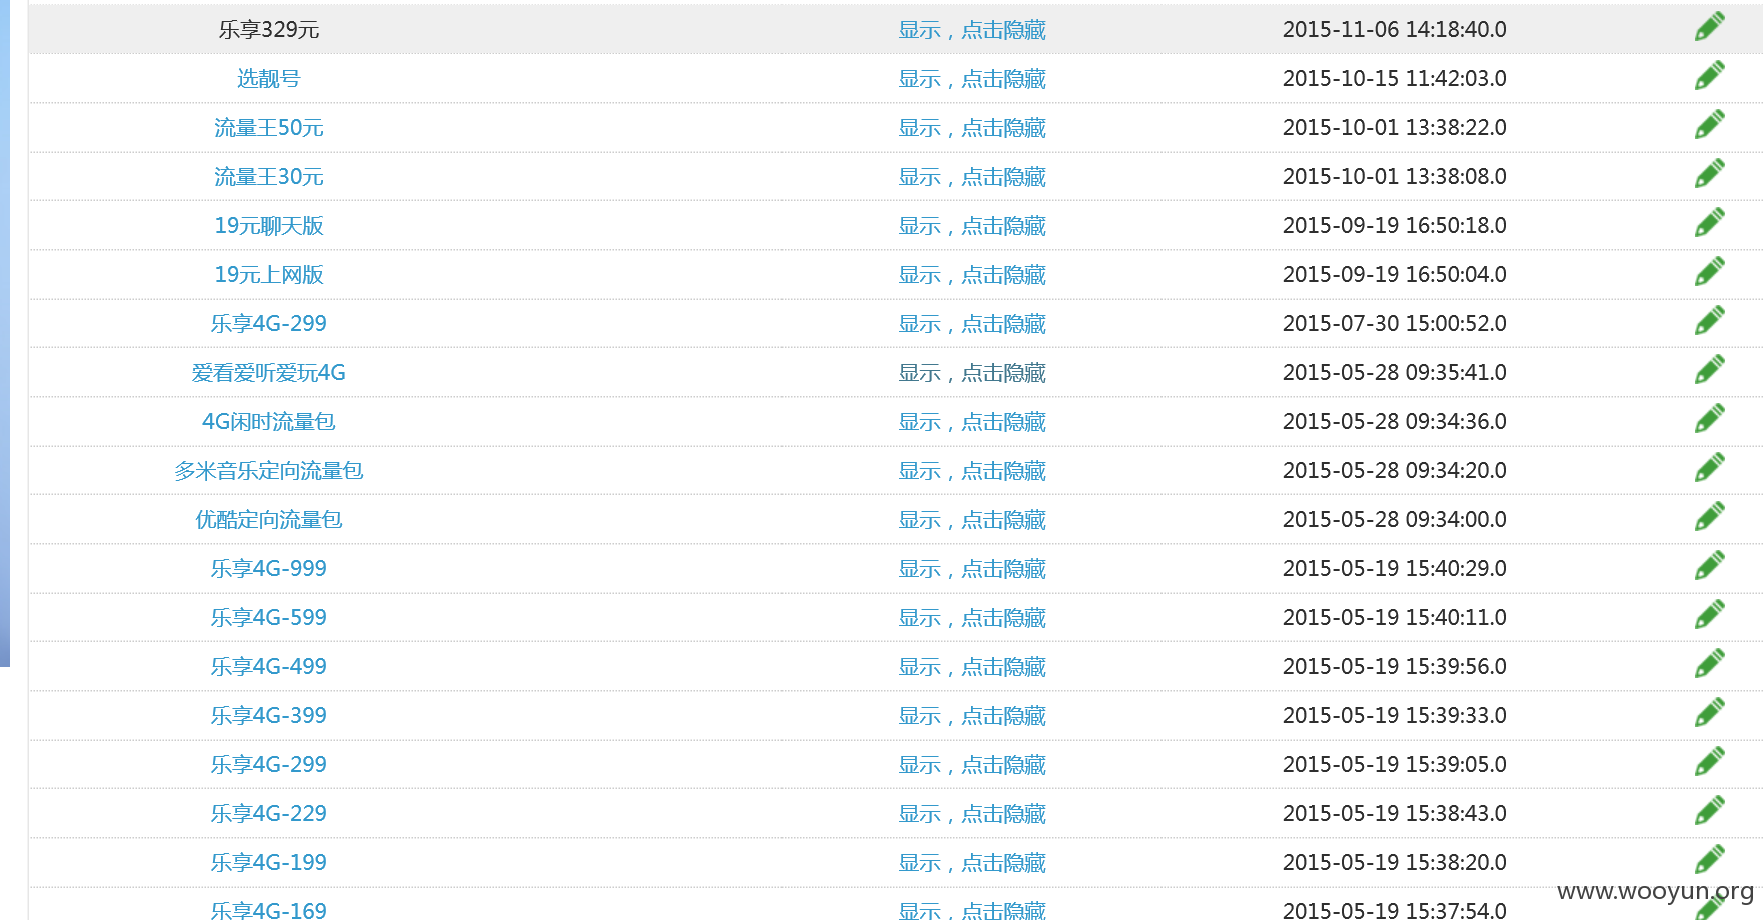 乐享329元 显示，点击隐藏 2015-11-06 14:18:40.0
选靓号 显示，点击隐藏 2015-10-15 11:42:03.0
流量王50元 显示，点击隐藏 2015-10-01 13:38:22.0
流量王30元 显示，点击隐藏 2015-10-01 13:38:08.0
19元聊天版 显示，点击隐藏 2015-09-19 16:50:18.0
19元上网版 显示，点击隐藏 2015-09-19 16:50:04.0
乐享4G-299 显示，点击隐藏 2015-07-30 15:00:52.0
爱看爱听爱玩4G 显示，点击隐藏 2015-05-28 09:35:41.0
4G闲时流量包 显示，点击隐藏 2015-05-28 09:34:36.0
多米音乐定向流量包 显示，点击隐藏 2015-05-28 09:34:20.0
优酷定向流量包 显示，点击隐藏 2015-05-28 09:34:00.0
乐享4G-999 显示，点击隐藏 2015-05-19 15:40:29.0
乐享4G-599 显示，点击隐藏 2015-05-19 15:40:11.0
乐享4G-499 显示，点击隐藏 2015-05-19 15:39:56.0
乐享4G-399 显示，点击隐藏 2015-05-19 15:39:33.0
乐享4G-299 显示，点击隐藏 2015-05-19 15:39:05.0
乐享4G-229 显示，点击隐藏 2015-05-19 15:38:43.0
乐享4G-199 显示，点击隐藏 2015-05-19 15:38:20.0
www.wooyun.org
乐享4G-169 显示，点击隐藏 2015-05-19 15:37:54.0